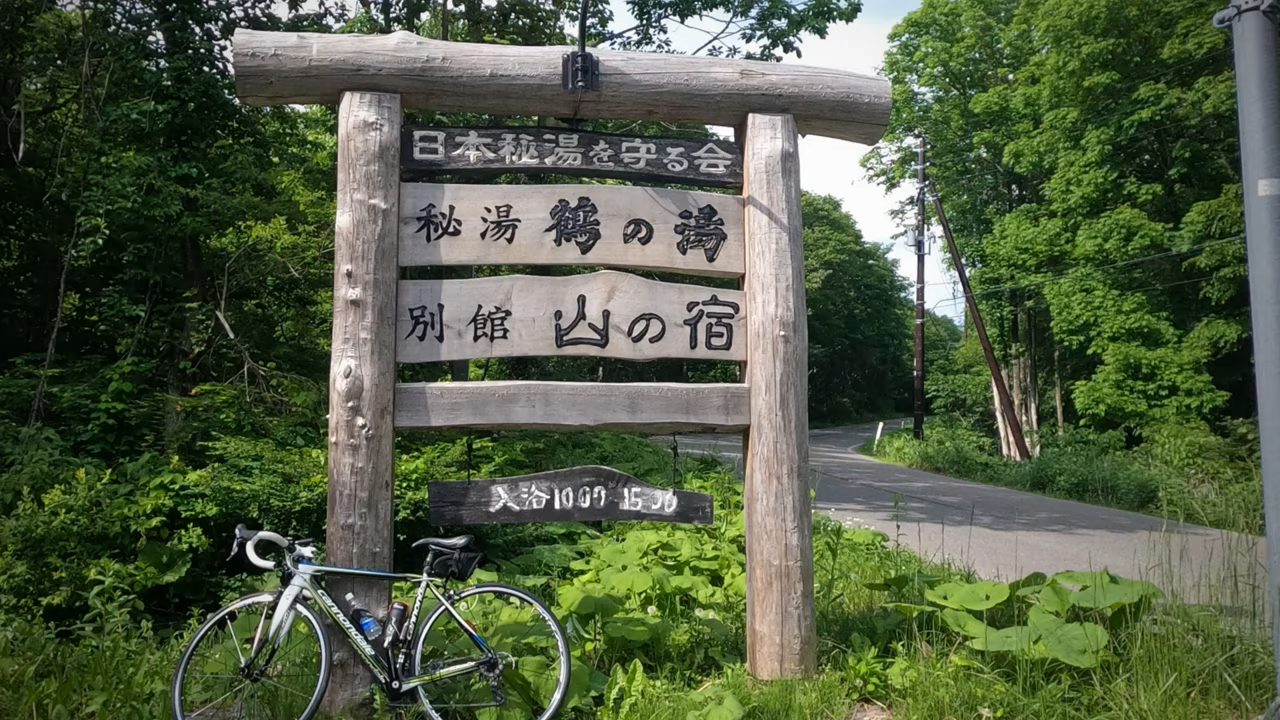 日本秘湯を守る会
秘湯 鶴の湯
別館 山の宿
入浴10:00 15:00
cannondale